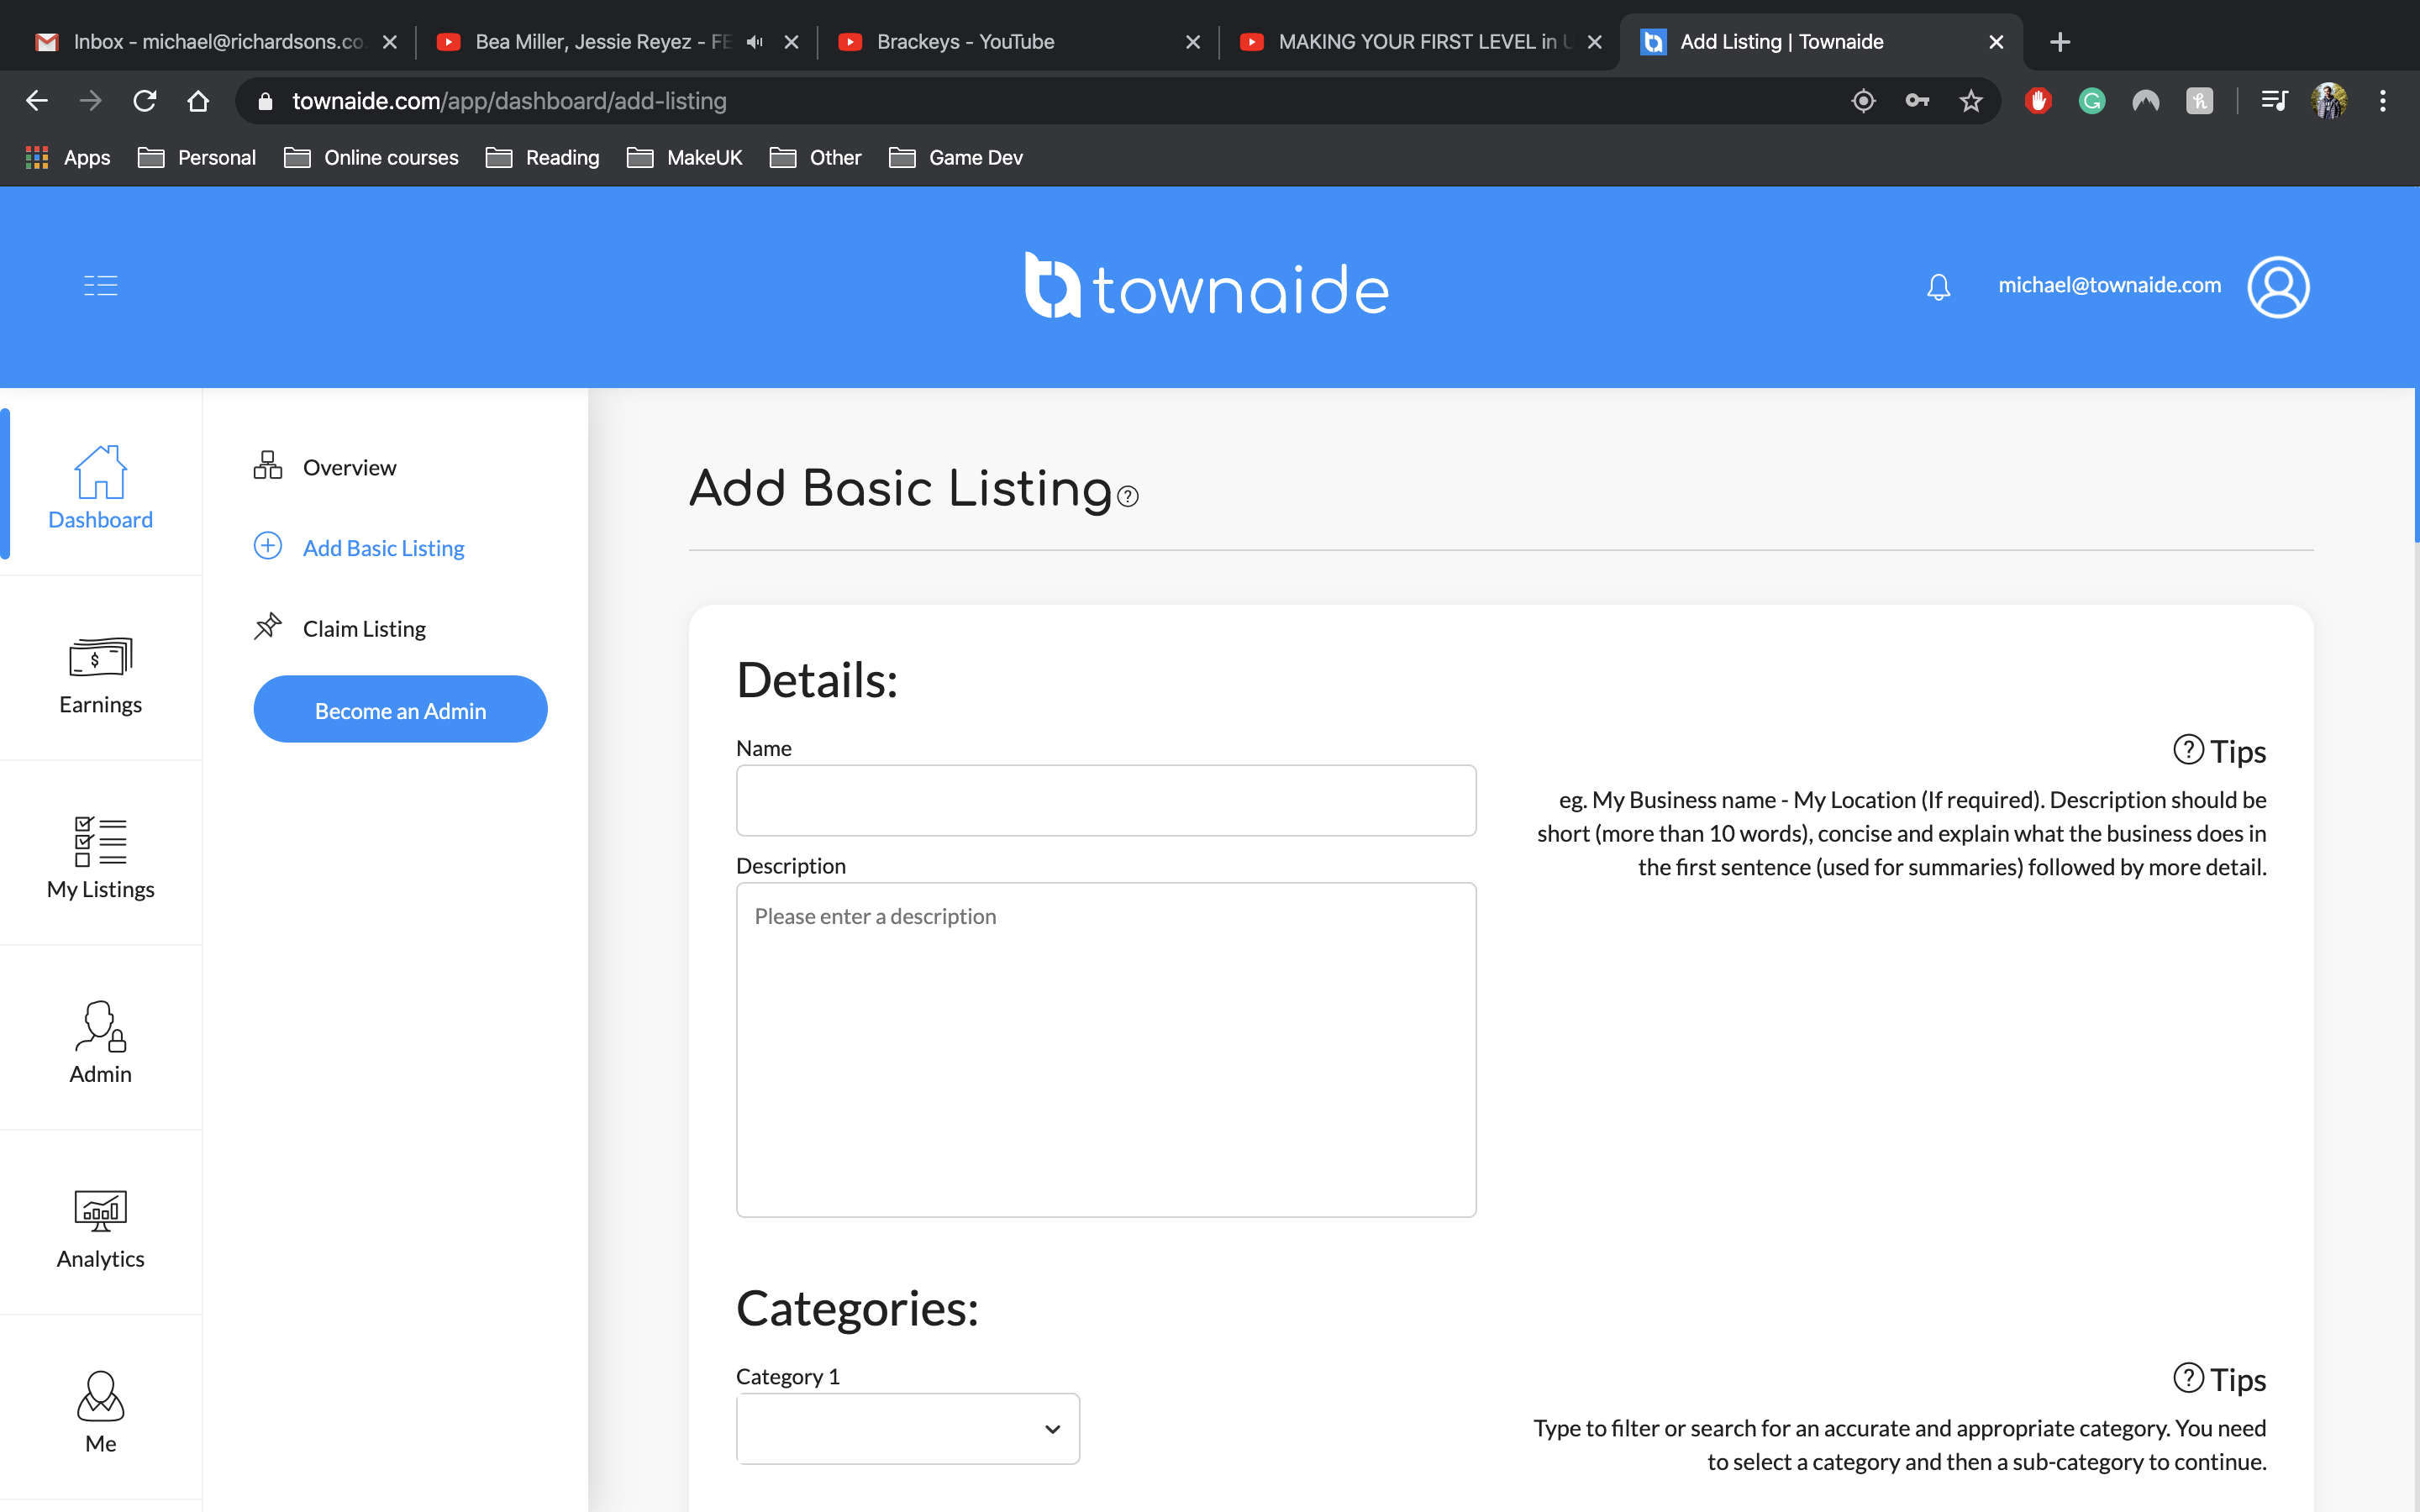 Inbox - michael@richardsons.co.
Bea Miller, Jessie Reyez - FE
Brackeys - YouTube
MAKING YOUR FIRST LEVEL in U
Add Listing | Townaide
townaide.com/app/dashboard/add-listing
Apps
Personal
Online courses
Reading
MakeUK
Other
Game Dev
townaide
michael@townaide.com
Dashboard
Earnings
My Listings
Admin
Analytics
Me
Overview
Add Basic Listing
Claim Listing
Become an Admin
Add Basic Listing
Details:
Name
Tips
eg. My Business name - My Location (If required). Description should be
short (more than 10 words), concise and explain what the business does in
the first sentence (used for summaries) followed by more detail.
Description
Please enter a description
Categories:
Category 1
Tips
Type to filter or search for an accurate and appropriate category. You need
to select a category and then a sub-category to continue.